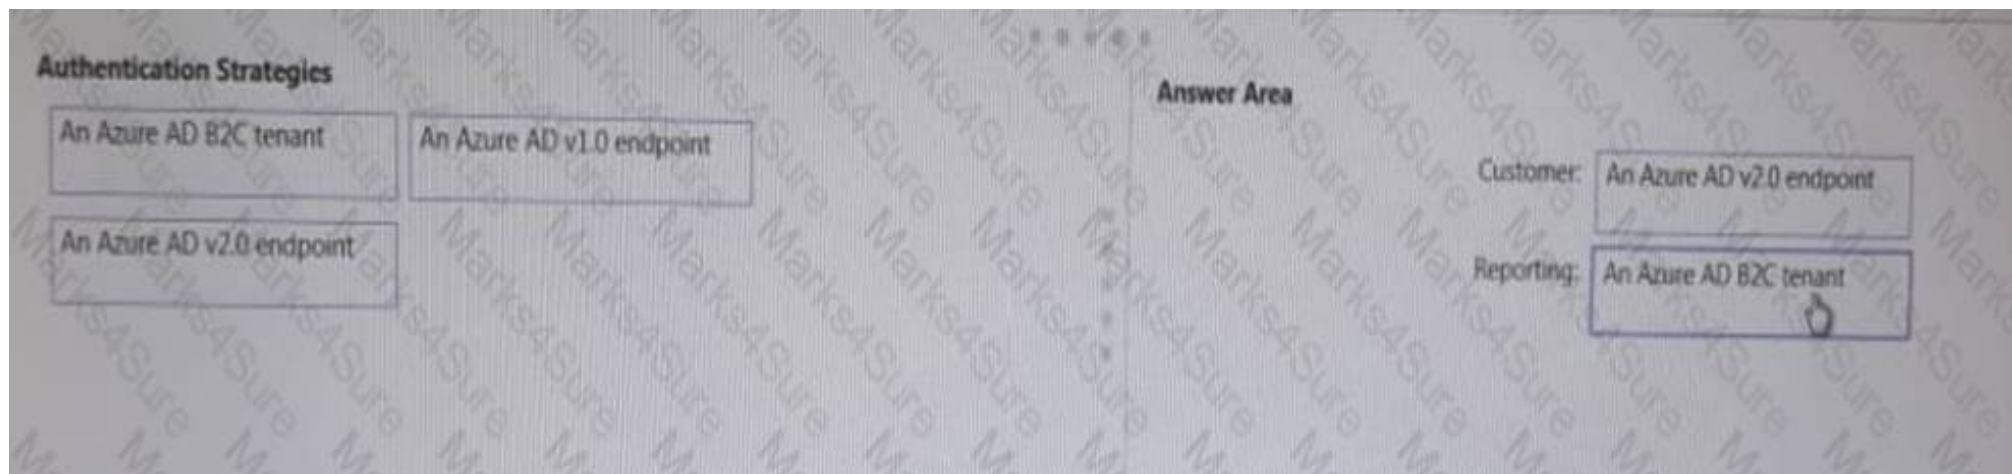 Authentication Strategies
An Azure AD B2C tenant
An Azure AD v1.0 endpoint
An Azure AD v2.0 endpoint
Answer Area
Customer: An Azure AD v2.0 endpoint
Reporting: An Azure AD B2C tenant
Marks4Sure